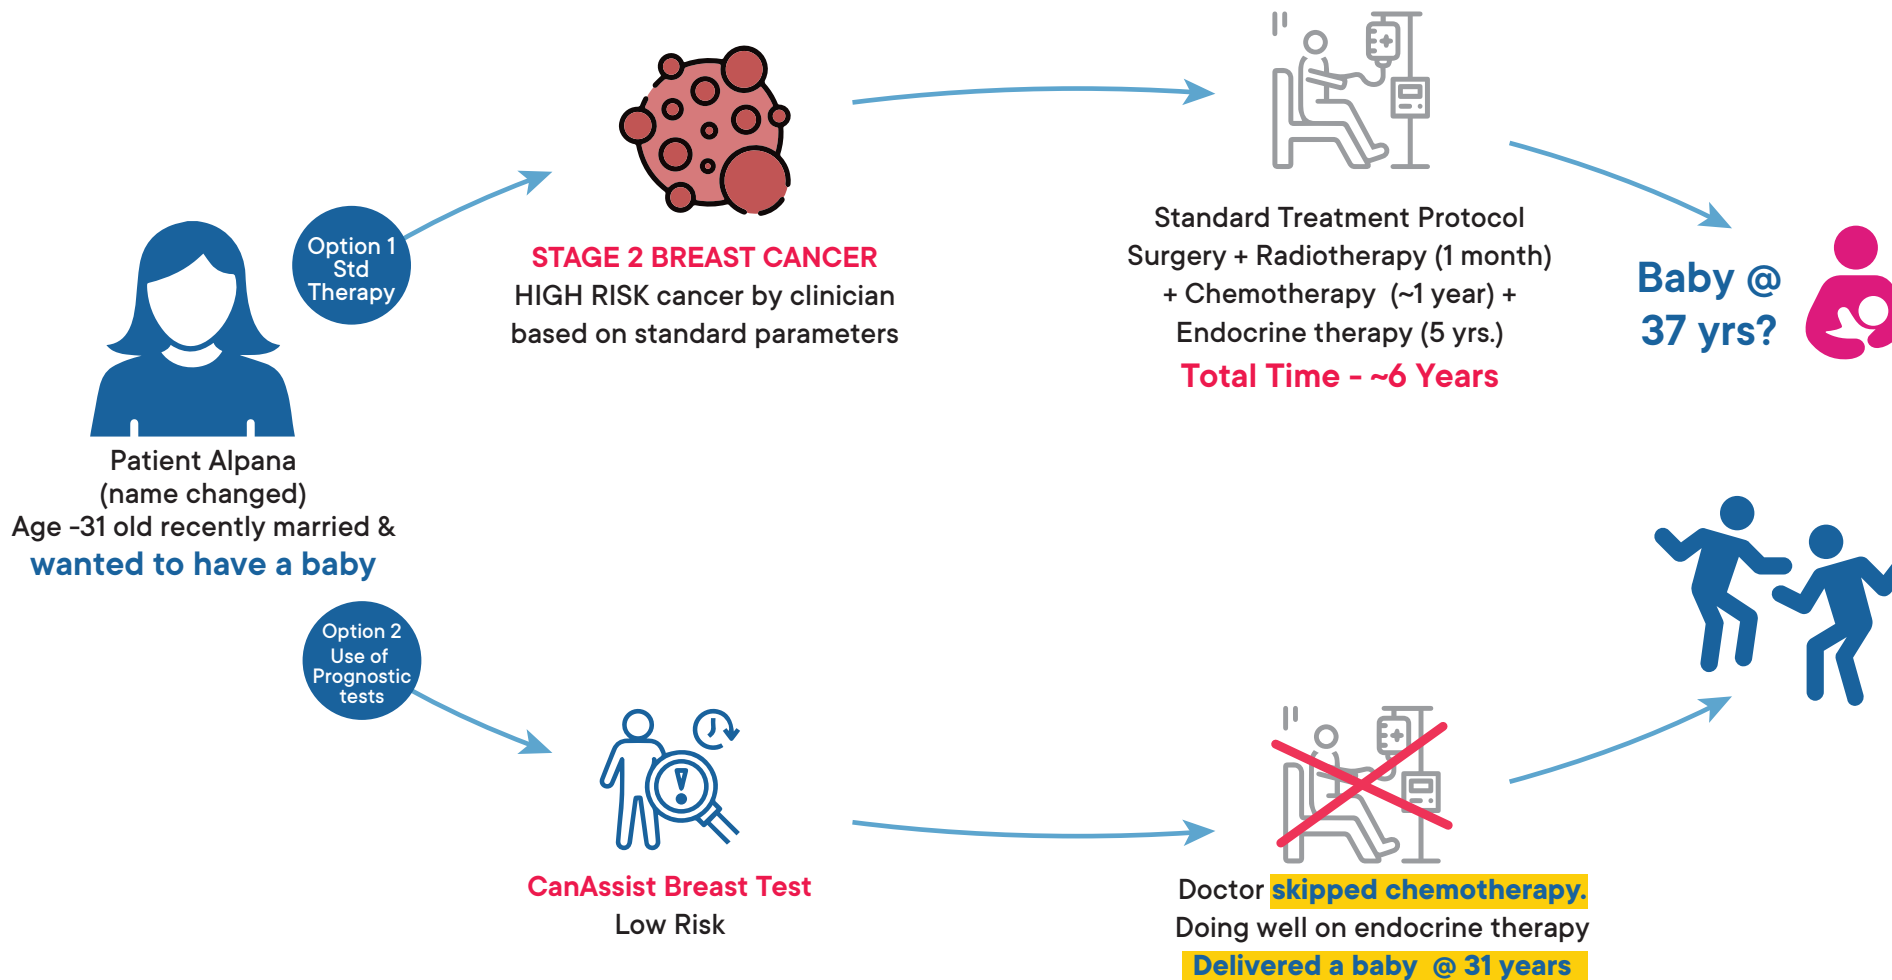 Option 1
Std
Therapy
STAGE 2 BREAST CANCER
HIGH RISK cancer by clinician
based on standard parameters
Standard Treatment Protocol
Surgery + Radiotherapy (1 month)
+ Chemotherapy (~1 year) +
Endocrine therapy (5 yrs.)
Total Time - ~6 Years
Baby @
37 yrs?
Patient Alpana
(name changed)
Age -31 old recently married &
wanted to have a baby
Option 2
Use of
Prognostic
tests
CanAssist Breast Test
Low Risk
Doctor skipped chemotherapy.
Doing well on endocrine therapy
Delivered a baby @ 31 years